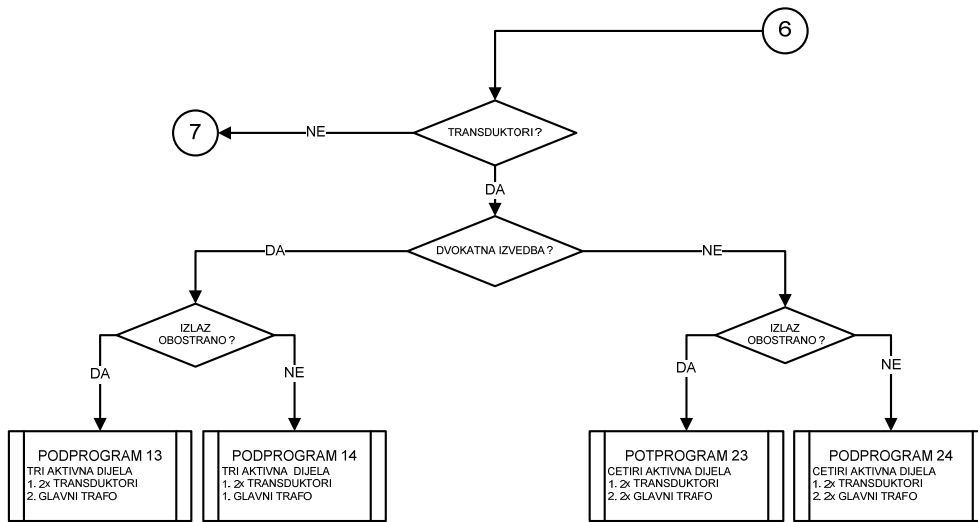 6
7
NE
TRANSDUKTORI?
DA
DA
DVOKATNA IZVEDBA?
NE
IZLAZ
OBOSTRANO?
IZLAZ
OBOSTRANO?
DA
NE
DA
NE
PODPROGRAM 13
TRI AKTIVNA DIJELA
1. 2x TRANSDUKTORI
2. GLAVNI TRAFO
PODPROGRAM 14
TRI AKTIVNA DIJELA
1. 2x TRANSDUKTORI
1. GLAVNI TRAFO
POTPROGRAM 23
CETIRI AKTIVNA DIJELA
1. 2x TRANSDUKTORI
2. 2x GLAVNI TRAFO
PODPROGRAM 24
CETIRI AKTIVNA DIJELA
1. 2x TRANSDUKTORI
2. 2x GLAVNI TRAFO